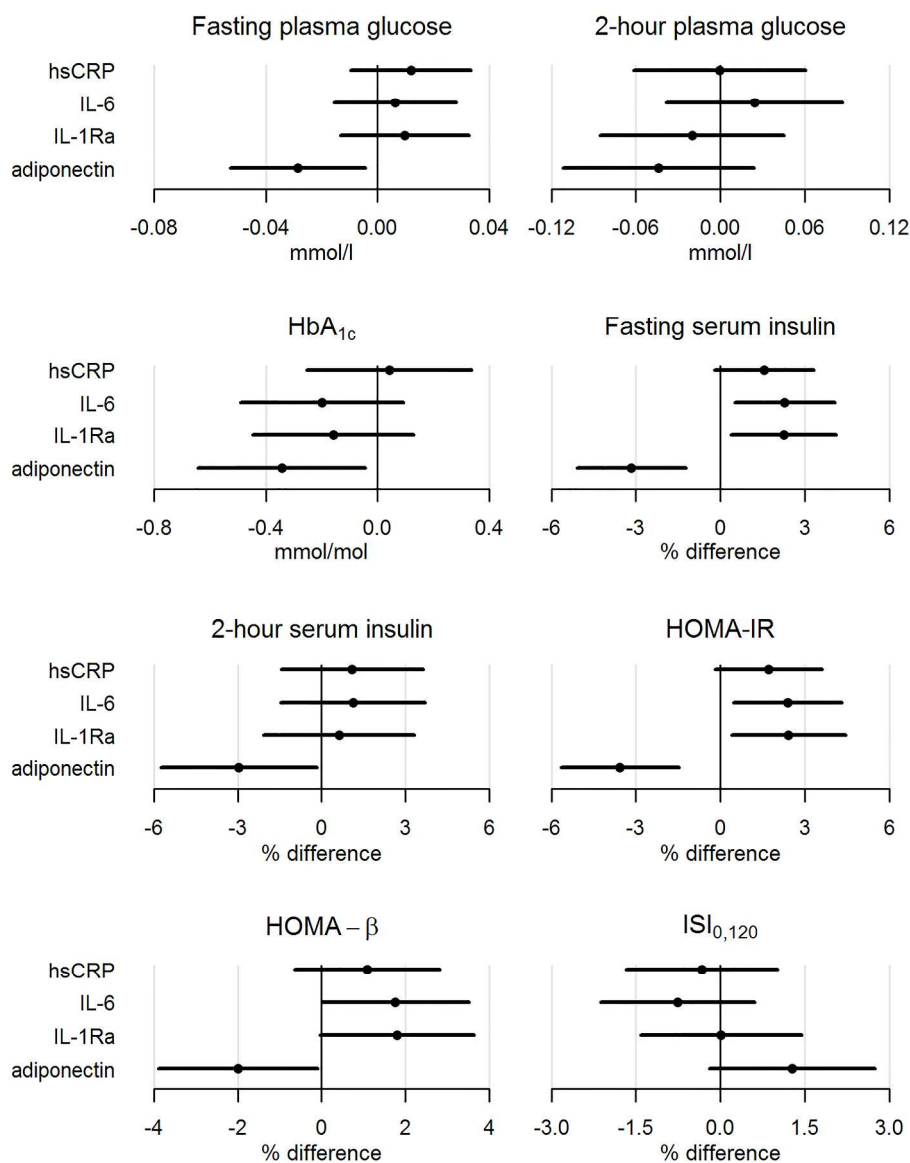 Fasting plasma glucose
2-hour plasma glucose
hsCRP
IL-6
IL-1Ra
adiponectin
-0.08 -0.04 0.00 0.04
mmol/l
-0.12 -0.06 0.00 0.06 0.12
mmol/l
HbA1c
Fasting serum insulin
hsCRP
IL-6
IL-1Ra
adiponectin
-0.8 -0.4 0.0 0.4
mmol/mol
-6 -3 0 3 6
% difference
2-hour serum insulin
HOMA-IR
hsCRP
IL-6
IL-1Ra
adiponectin
-6 -3 0 3 6
% difference
-6 -3 0 3 6
% difference
HOMA – β
ISI0,120
hsCRP
IL-6
IL-1Ra
adiponectin
-4 -2 0 2 4
% difference
-3.0 -1.5 0.0 1.5 3.0
% difference